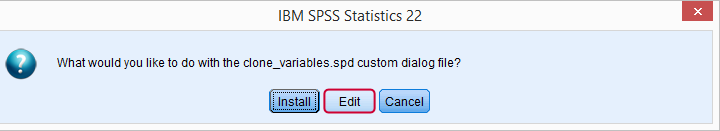 IBM SPSS Statistics 22
What would you like to do with the clone_variables.spd custom dialog file?
Install Edit Cancel